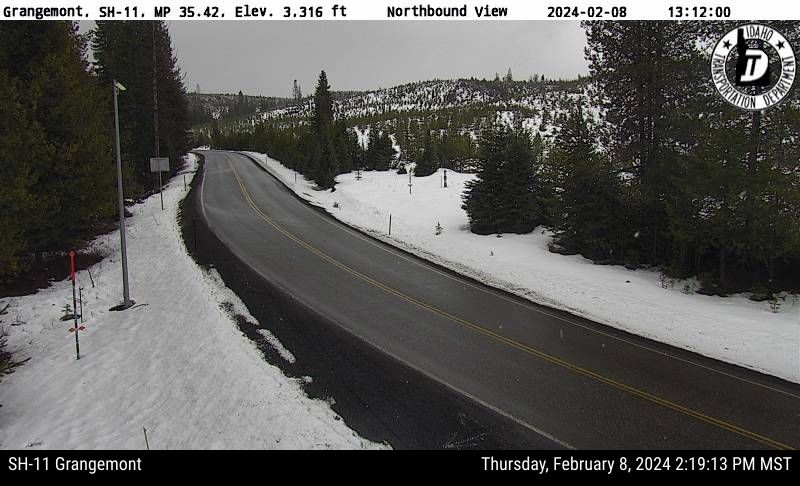 Grangemont, SH-11, MP 35.42, Elev. 3,316 ft Northbound View 2024-02-08 13:12:00
IDAHO
TRANSPORTATION DEPARTMENT
SH-11 Grangemont Thursday, February 8, 2024 2:19:13 PM MST